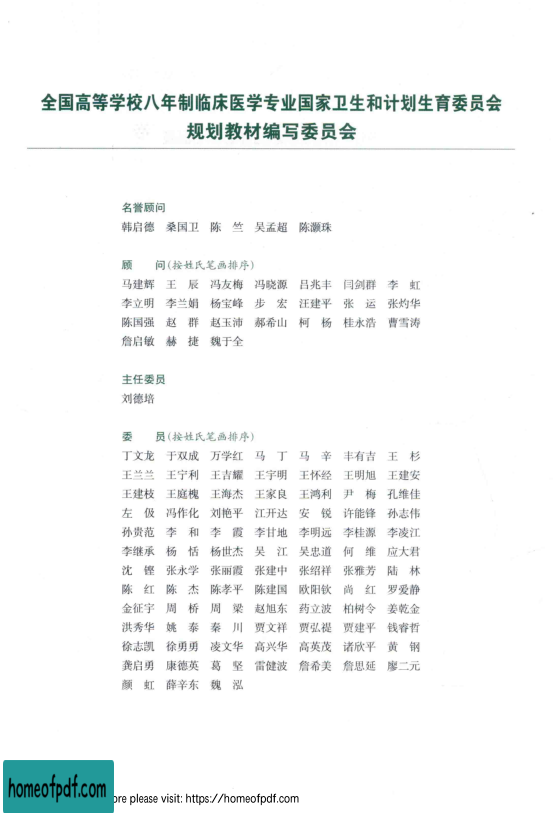 全国高等学校八年制临床医学专业国家卫生和计划生育委员会
规划教材编写委员会
名誉顾问
韩启德 桑国卫 陈 竺 吴孟超 陈灏珠
顾 问(按姓氏笔画排序)
马建辉 王 辰 冯友梅 冯晓源 吕兆丰 闫剑群 李 虹
李立明 李兰娟 杨宝峰 步 宏 汪建平 张 运 张灼华
陈国强 赵 群 赵玉沛 郝希山 柯 杨 桂永浩 曹雪涛
詹启敏 赫 捷 魏于全
主任委员
刘德培
委 员(按姓氏笔画排序)
丁文龙 于双成 万学红 马 丁 马 辛 丰有吉 王 杉
王兰兰 王宁利 王吉耀 王宇明 王怀经 王明旭 王建安
王建枝 王庭槐 王海杰 王家良 王鸿利 尹 梅 孔维佳
左 伋 冯作化 刘艳平 江开达 安 锐 许能锋 孙志伟
孙贵范 李 和 李 霞 李甘地 李明远 李桂源 李凌江
李继承 杨 恬 杨世杰 吴 江 吴忠道 何 维 应大君
沈 铿 张永学 张丽霞 张建中 张绍祥 张雅芳 陆 林
陈 红 陈 杰 陈孝平 陈建国 欧阳钦 尚 红 罗爱静
金征宇 周 桥 周 梁 赵旭东 药立波 柏树令 姜乾金
洪秀华 姚 泰 秦 川 贾文祥 贾弘禔 贾建平 钱睿哲
徐志凯 徐勇勇 凌文华 高兴华 高英茂 诸欣平 黄 钢
龚启勇 康德英 葛 坚 雷健波 詹希美 詹思延 廖二元
颜 虹 薛辛东 魏 泓
homeofpdf.com
ore please visit: https://homeofpdf.com